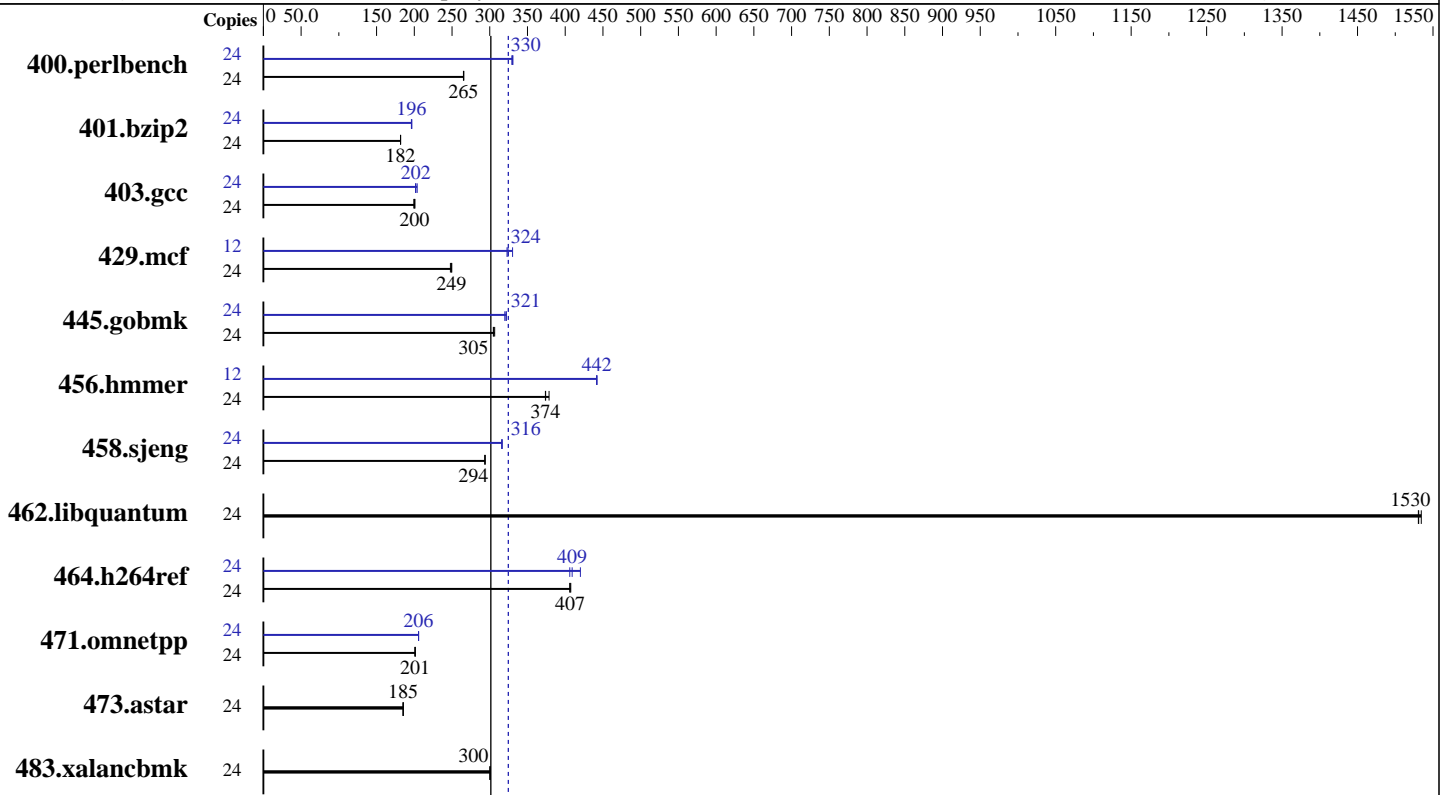 Copies 0 50.0 150 200 250 300 350 400 450 500 550 600 650 700 750 800 850 900 950 1050 1150 1250 1350 1450 1550
400.perlbench 24 330
24 265
401.bzip2 24 196
24 182
403.gcc 24 202
24 200
429.mcf 12 324
24 249
445.gobmk 24 321
24 305
456.hmmer 12 442
24 374
458.sjeng 24 316
24 294
462.libquantum 24 1530
464.h264ref 24 409
24 407
471.omnetpp 24 206
24 201
473.astar 24 185
483.xalancbmk 24 300